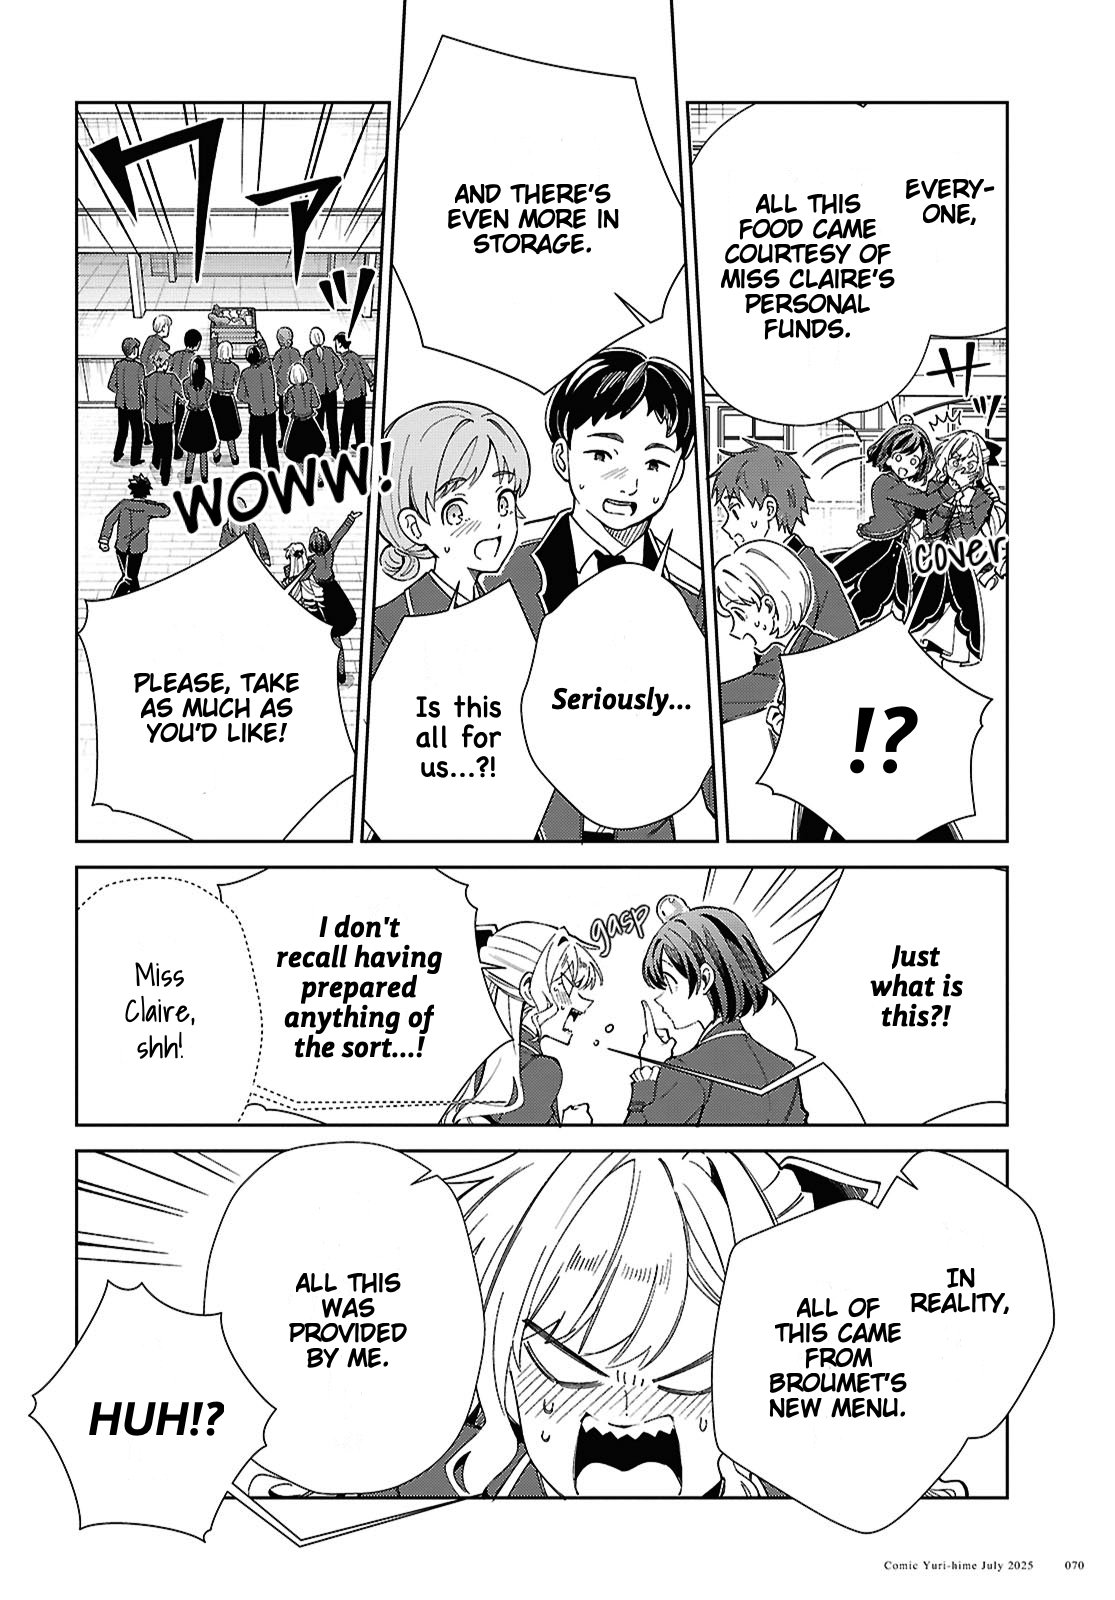 EVERY-
ONE,
ALL THIS
FOOD CAME
COURTESY OF
MISS CLAIRE'S
PERSONAL
FUNDS.
サッ
COVER
!?
AND THERE'S
EVEN MORE IN
STORAGE.
Seriously...
Is this
all for
us...?!
ワァッ
WOWW!
PLEASE, TAKE
AS MUCH AS
YOU'D LIKE!
Just
what is
this?!
gasp
I don't
recall having
prepared
anything of
the sort...!
Miss
Claire,
shh!
IN
REALITY,
ALL OF
THIS CAME
FROM
BROUMET'S
NEW MENU.
ALL THIS
WAS
PROVIDED
BY ME.
HUH!?
Comic Yuri-hime July 2025 070